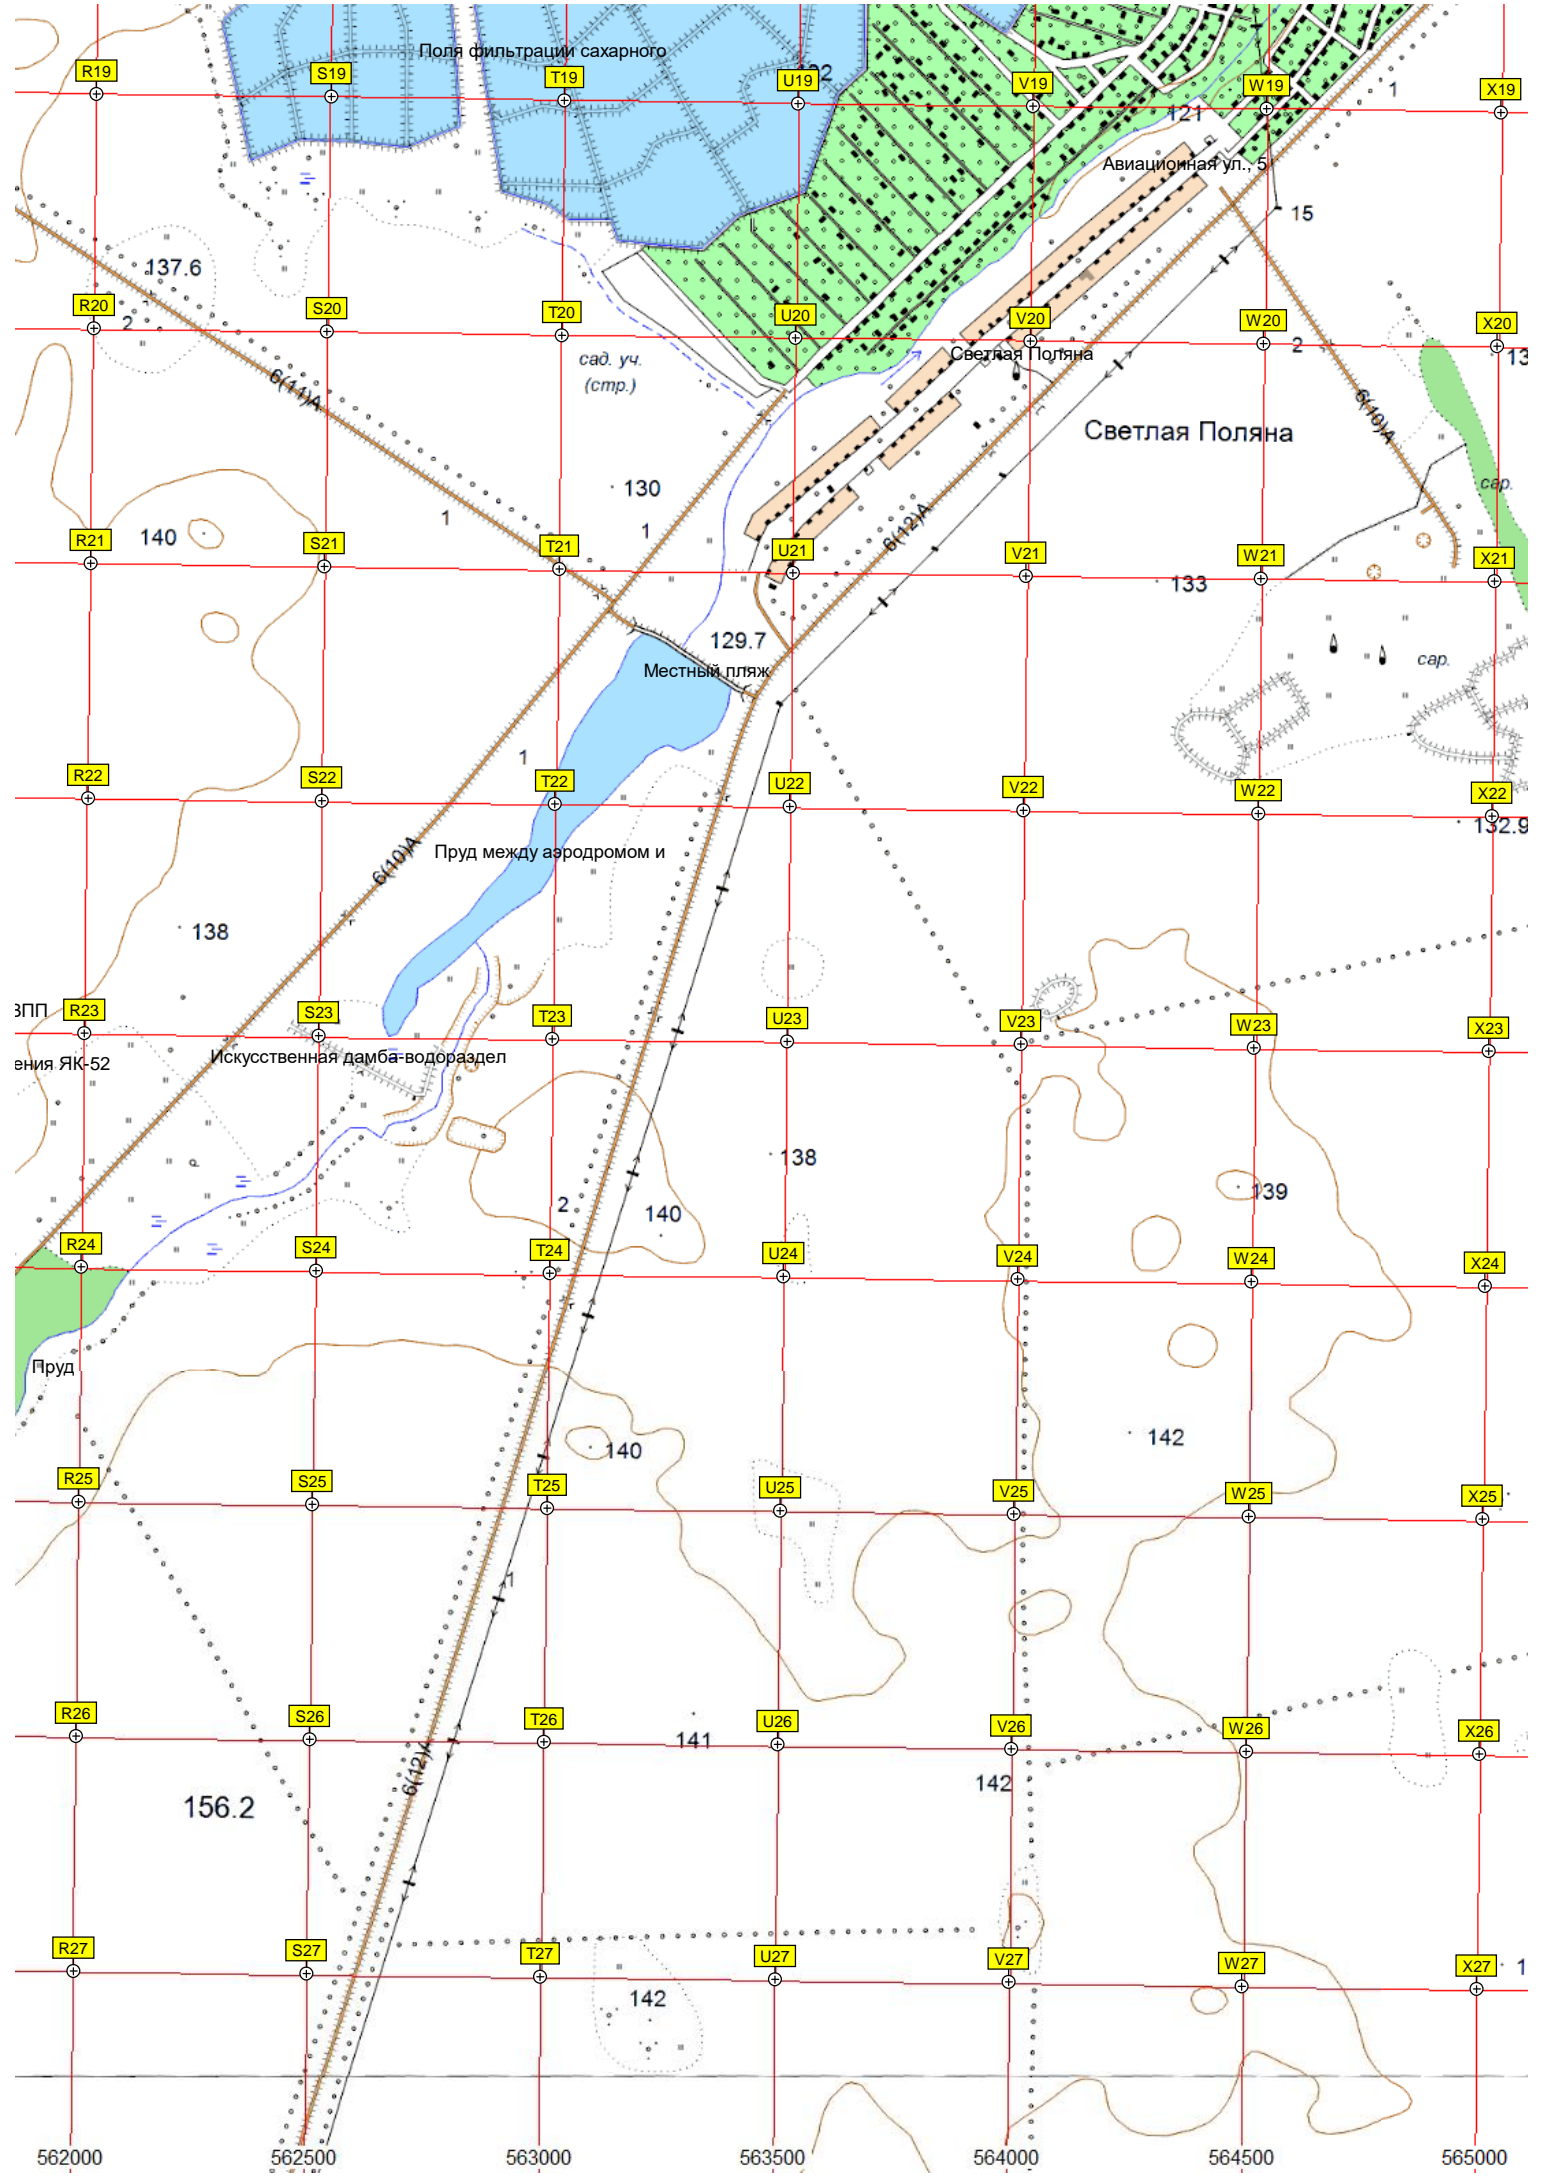 Поля фильтрации сахарного
R19
S19
T19
U19
V19
W19
X19
1
121
Авиационная ул., 5
15
137.6
R20
2
S20
T20
U20
V20
W20
2
X20
13
сад. уч.
(стр.)
Светлая Поляна
6(11)А
6(10)А
Светлая Поляна
130
сар.
1
1
6(12)А
R21
140
S21
T21
U21
V21
W21
X21
133
129.7
Местный пляж
сар.
1
R22
S22
T22
U22
V22
W22
X22
132.9
Пруд между аэродромом и
6(10)А
138
ВПП
R23
S23
T23
U23
V23
W23
X23
ения ЯК-52
Искусственная дамба-водораздел
138
139
2
140
R24
S24
T24
U24
V24
W24
X24
Пруд
140
142
R25
S25
T25
U25
V25
W25
X25
1
R26
S26
T26
141
U26
V26
W26
X26
6(12)А
142
156.2
R27
S27
T27
U27
V27
W27
X27
1
142
562000
562500
563000
563500
564000
564500
565000